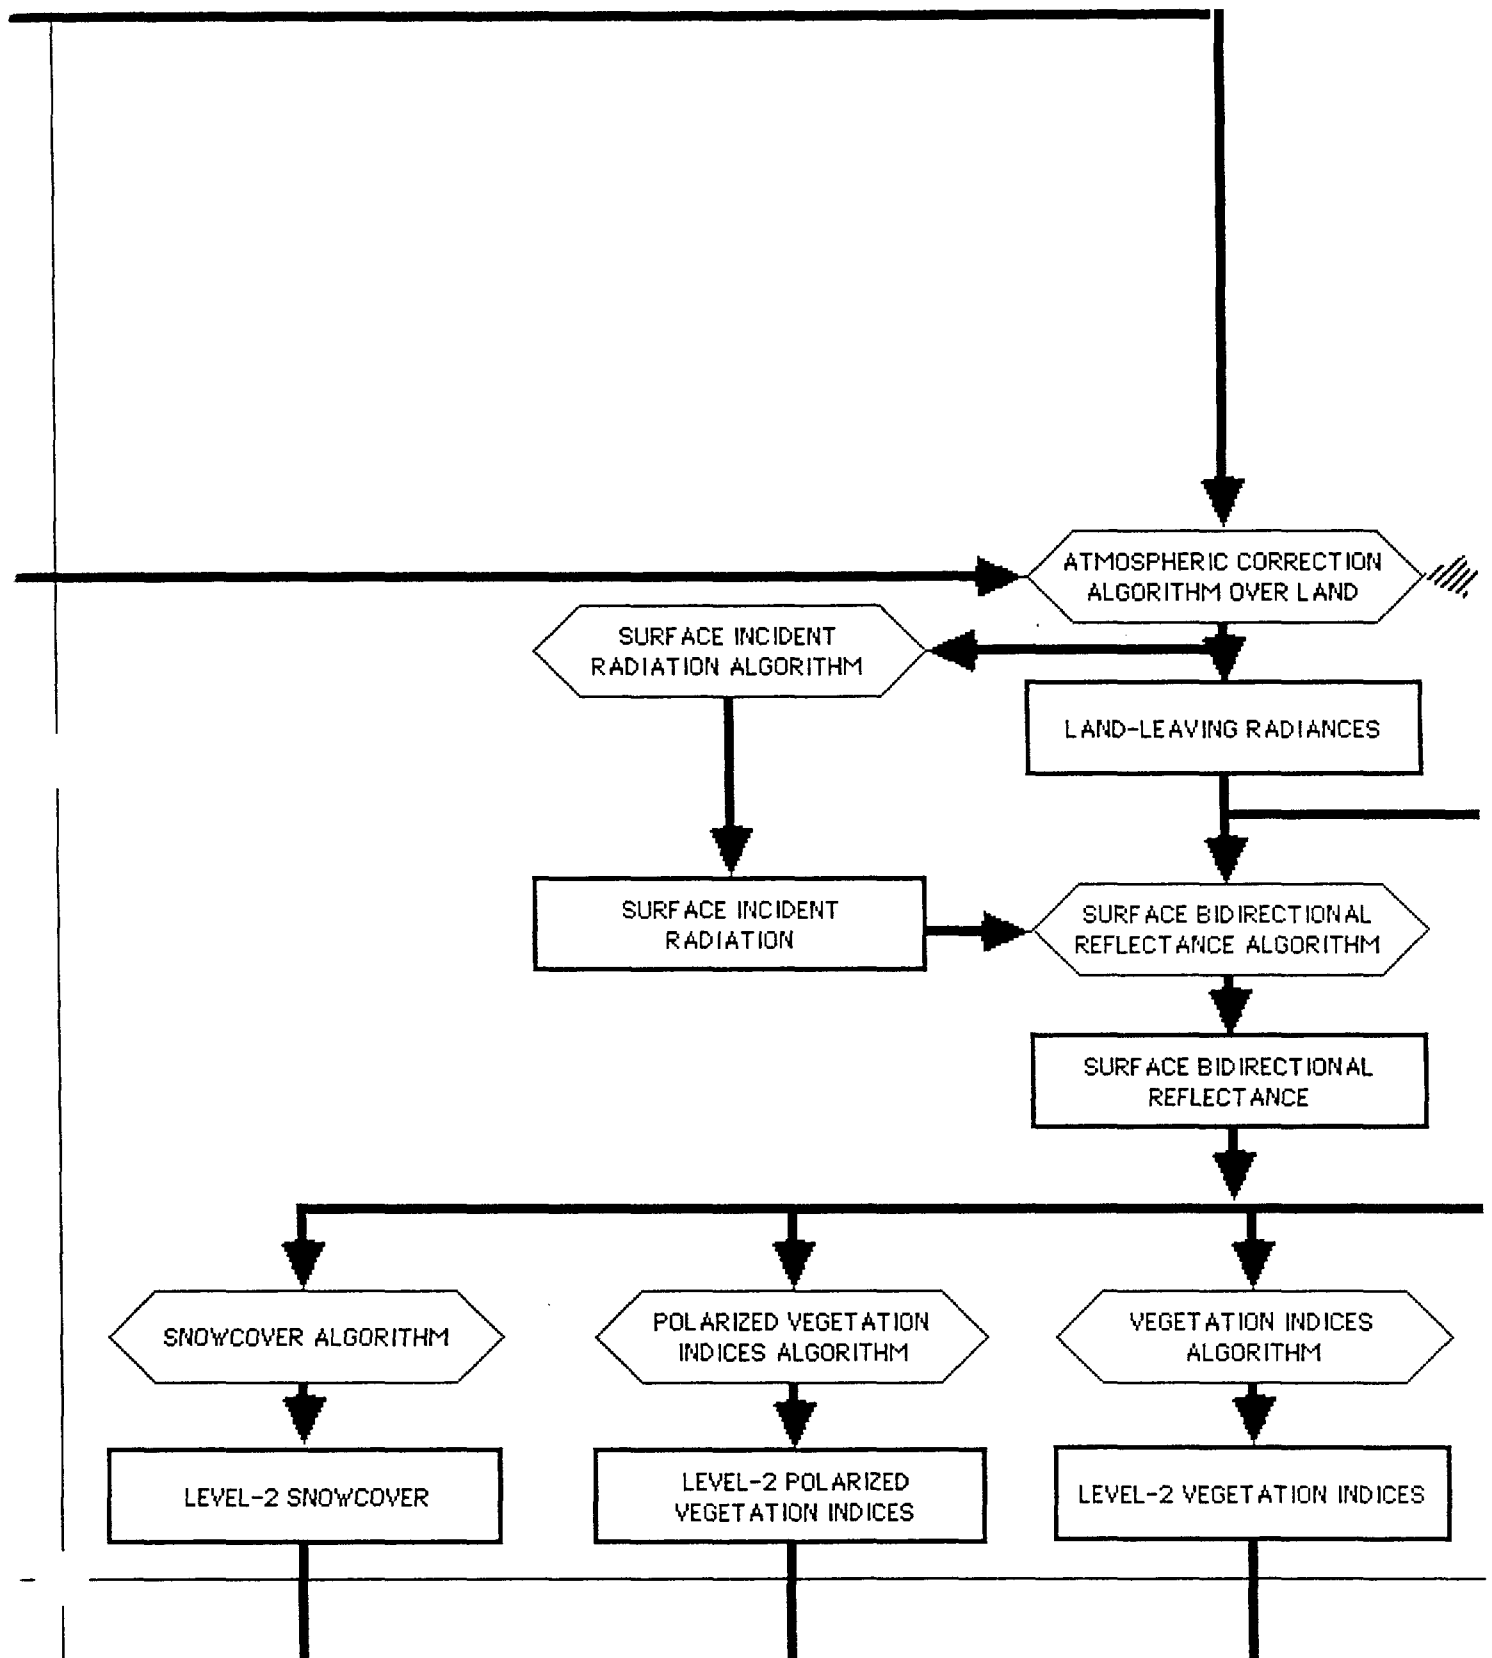 ATMOSPHERIC CORRECTION
ALGORITHM OVER LAND
SURFACE INCIDENT
RADIATION ALGORITHM
LAND-LEAVING RADIANCES
SURFACE INCIDENT
RADIATION
SURFACE BIDIRECTIONAL
REFLECTANCE ALGORITHM
SURFACE BIDIRECTIONAL
REFLECTANCE
SNOWCOVER ALGORITHM
POLARIZED VEGETATION
INDICES ALGORITHM
VEGETATION INDICES
ALGORITHM
LEVEL-2 SNOWCOVER
LEVEL-2 POLARIZED
VEGETATION INDICES
LEVEL-2 VEGETATION INDICES